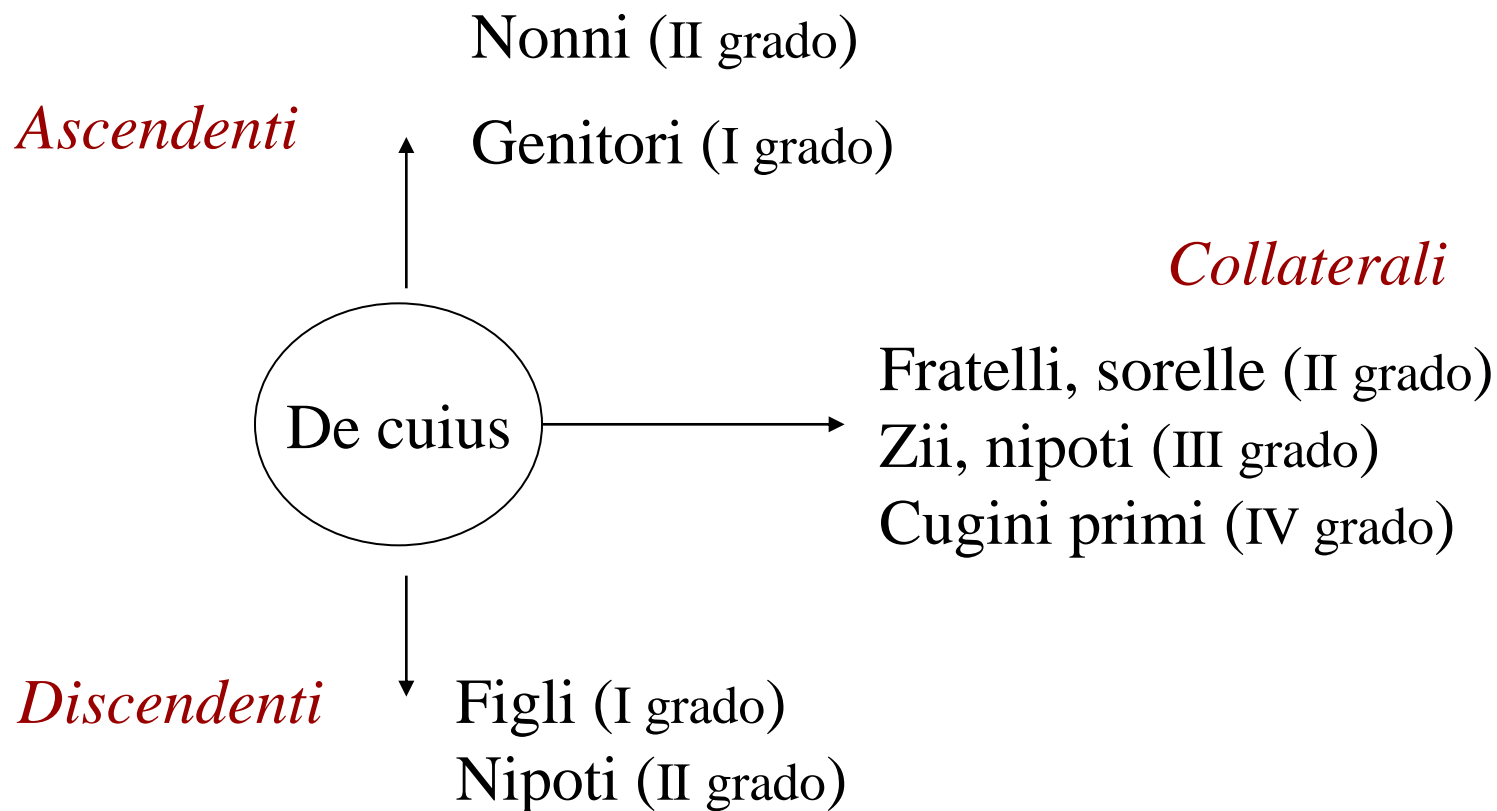 Nonni (II grado)
Ascendenti
Genitori (I grado)
Collaterali
Fratelli, sorelle (II grado)
De cuius
Zii, nipoti (III grado)
Cugini primi (IV grado)
Discendenti
Figli (I grado)
Nipoti (II grado)